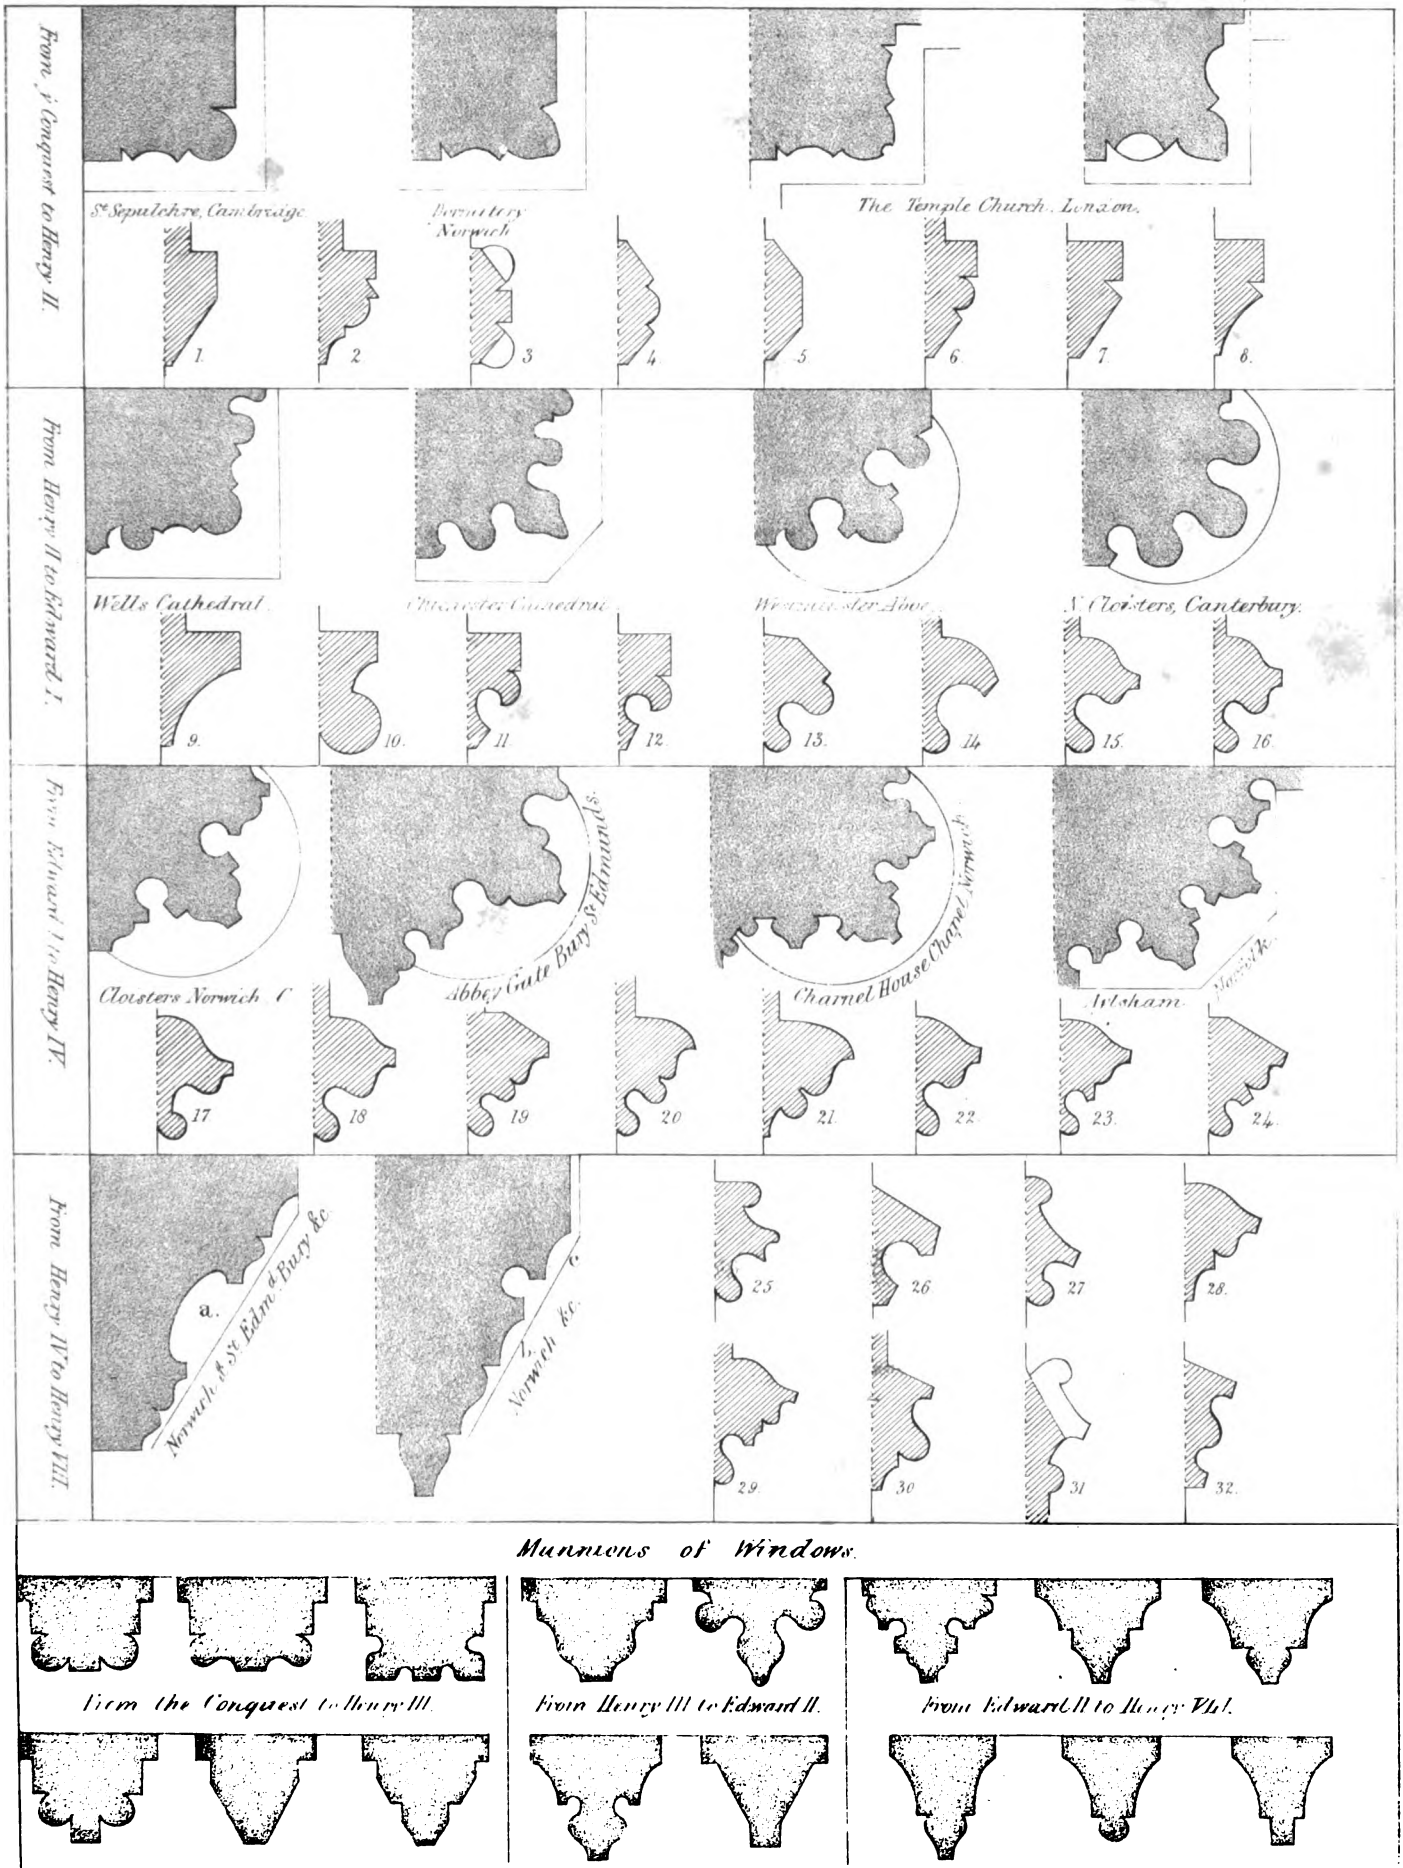 From yᵉ Conquest to Henry II.
Sᵗ Sepulchre, Cambridge.
Dormitory
Norwich
The Temple Church. London.
1. 2 3 4 5 6 7. 8.
From Henry II to Edward I.
Wells Cathedral.
Chichester Cathedral.
Westminster Abbe
N. Cloisters, Canterbury.
9. 10. 11. 12. 13. 14 15. 16.
From Edward I to Henry IV.
Cloisters Norwich
Abbey Gate Bury Sᵗ Edmunds.
Charnel House Chapel Norwich
Aylsham Norfolk.
17 18 19 20 21. 22. 23. 24.
From Henry IV to Henry VIII.
a.
Norwich & Sᵗ Edmᵈ Bury &c.
Norwich &c.
25 26 27 28.
29. 30 31 32.
Munnions of Windows.
From the Conquest to Henry III.
From Henry III to Edward II.
From Edward II to Henry VIII.